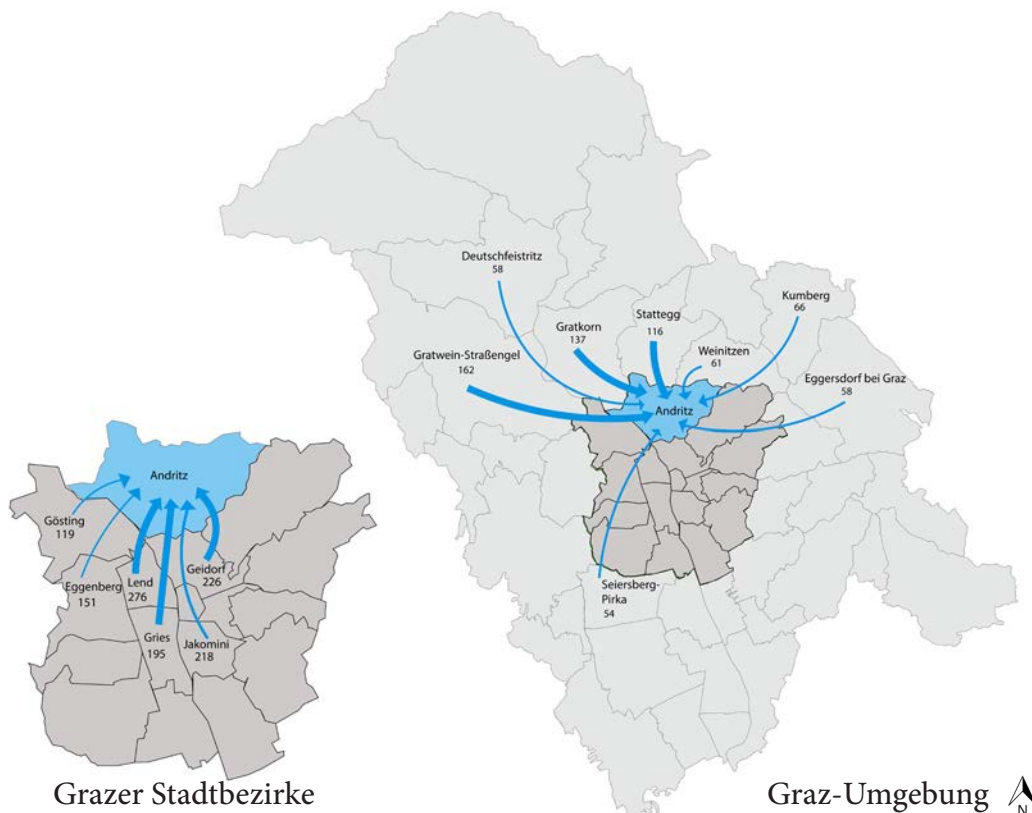 Deutschfeistritz
58
Kumberg
66
Stattegg
116
Gratkorn
137
Weinitzen
61
Gratwein-Straßengel
162
Eggersdorf bei Graz
58
Andritz
Seiersberg-
Pirka
54
Andritz
Gösting
119
Eggenberg
151
Lend
276
Geidorf
226
Gries
195
Jakomini
218
Grazer Stadtbezirke
Graz-Umgebung
N